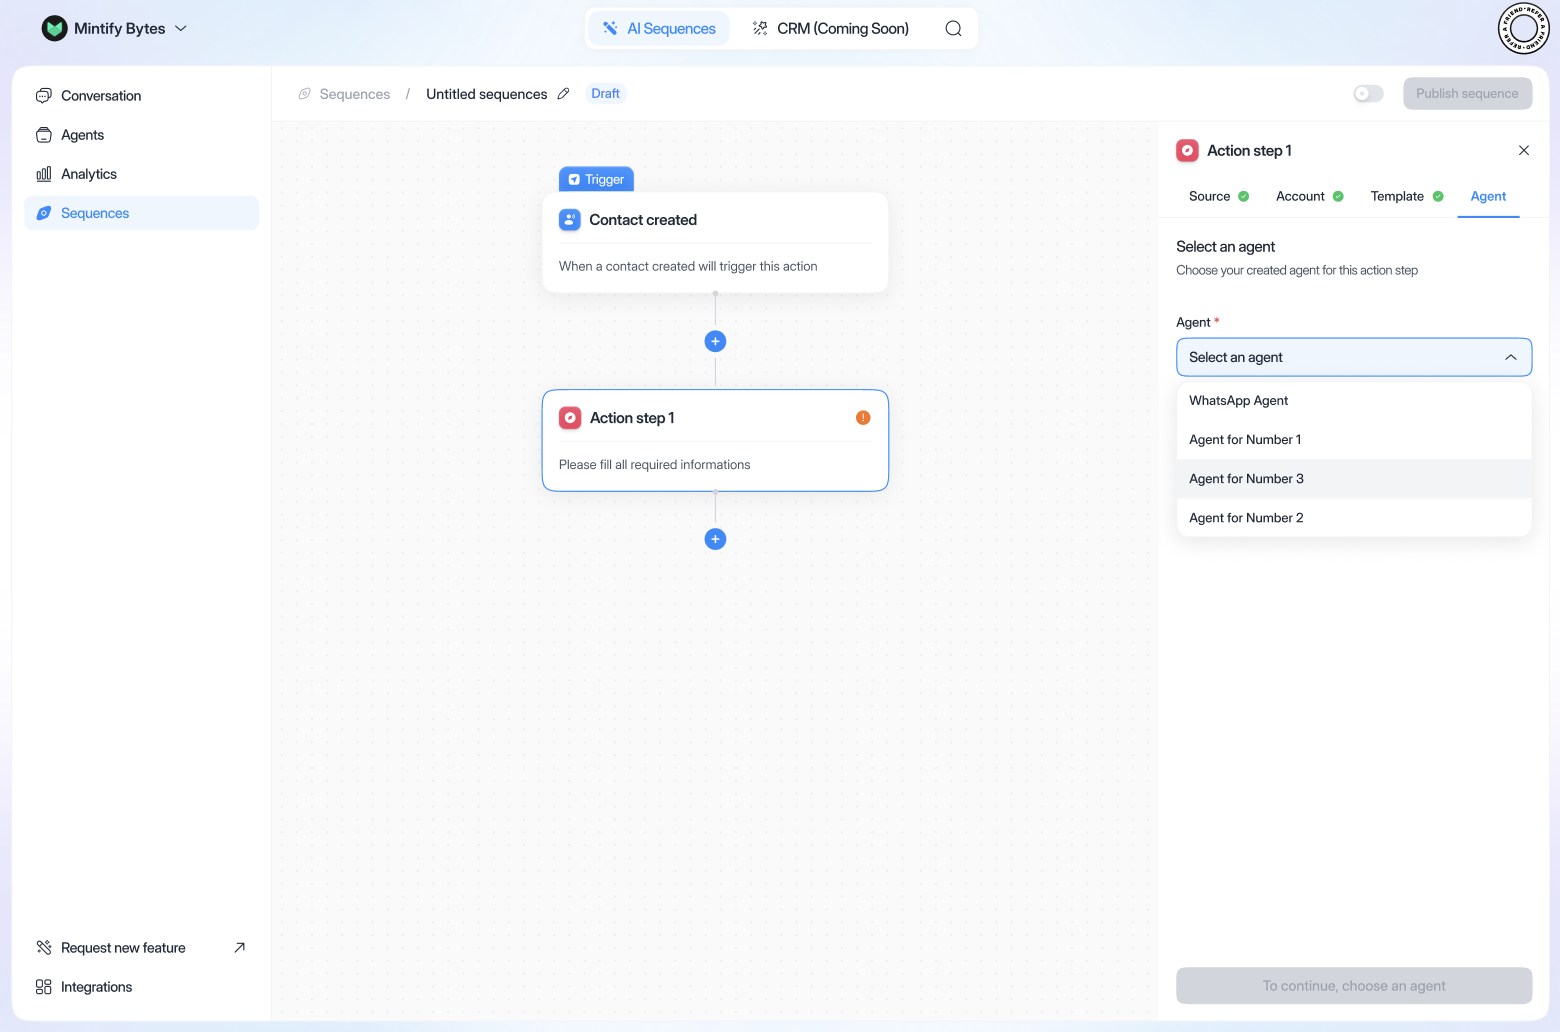 Mintify Bytes
AI Sequences
CRM (Coming Soon)
REFER A FRIEND · REFER A FRIEND ·
Conversation
Agents
Analytics
Sequences
Request new feature
Integrations
Sequences / Untitled sequences Draft
Publish sequence
Trigger
Contact created
When a contact created will trigger this action
Action step 1
Please fill all required informations
Action step 1
Source Account Template Agent
Select an agent
Choose your created agent for this action step
Agent *
Select an agent
WhatsApp Agent
Agent for Number 1
Agent for Number 3
Agent for Number 2
To continue, choose an agent